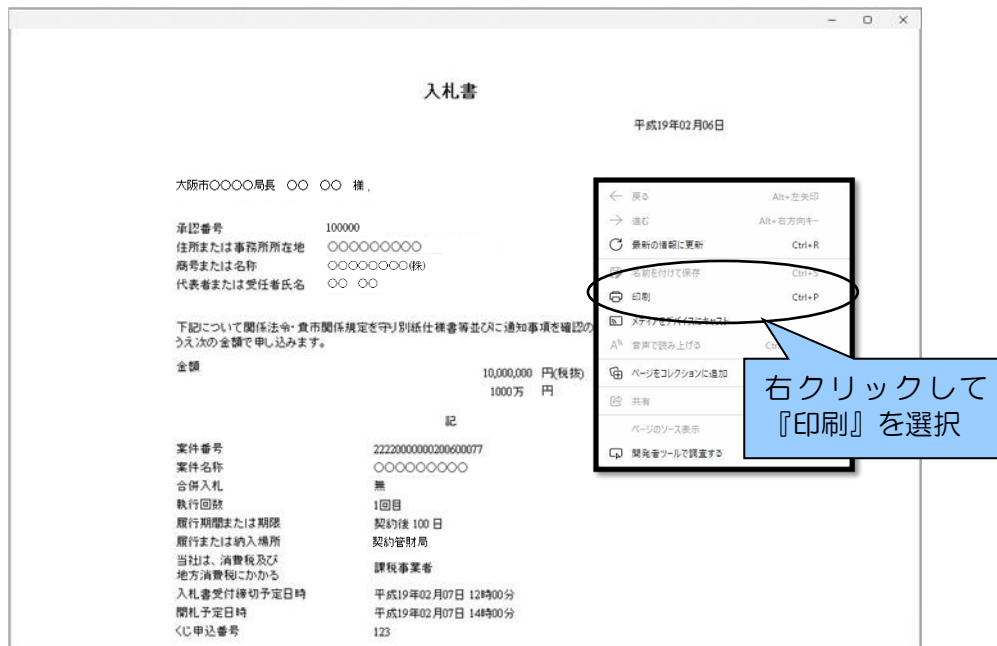 入札書
平成19年02月06日
大阪市○○○○局長 ○○ ○○ 様.
承認番号 100000
住所または事務所所在地 ○○○○○○○○○
商号または名称 ○○○○○○○○(株)
代表者または受任者氏名 ○○ ○○
下記について関係法令・貴市関係規定を守り別紙仕様書等並びに通知事項を確認の
うえ次の金額で申し込みます。
金額 10,000,000 円(税抜)
1000万 円
記
案件番号 22220000000200600077
案件名称 ○○○○○○○○○
合併入札 無
執行回数 1回目
履行期間または期限 契約後 100 日
履行または納入場所 契約管財局
当社は、消費税及び
地方消費税にかかる 課税事業者
入札書受付締切予定日時 平成19年02月07日 12時00分
開札予定日時 平成19年02月07日 14時00分
くじ申込番号 123
戻る Alt+左矢印
進む Alt+右方向キー
最新の情報に更新 Ctrl+R
名前を付けて保存 Ctrl+S
印刷 Ctrl+P
メディアをデバイスにキャスト
音声で読み上げる
ページをコレクションに追加
共有
ページのソース表示
開発者ツールで調査する
右クリックして
『印刷』を選択